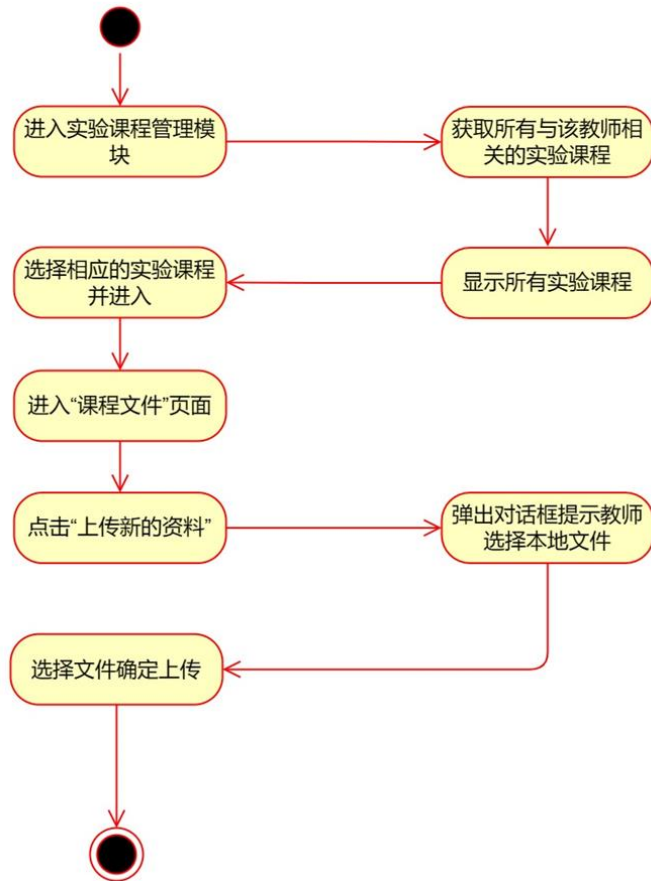 进入实验课程管理模
块
获取所有与该教师相
关的实验课程
显示所有实验课程
选择相应的实验课程
并进入
进入“课程文件”页面
点击“上传新的资料”
弹出对话框提示教师
选择本地文件
选择文件确定上传